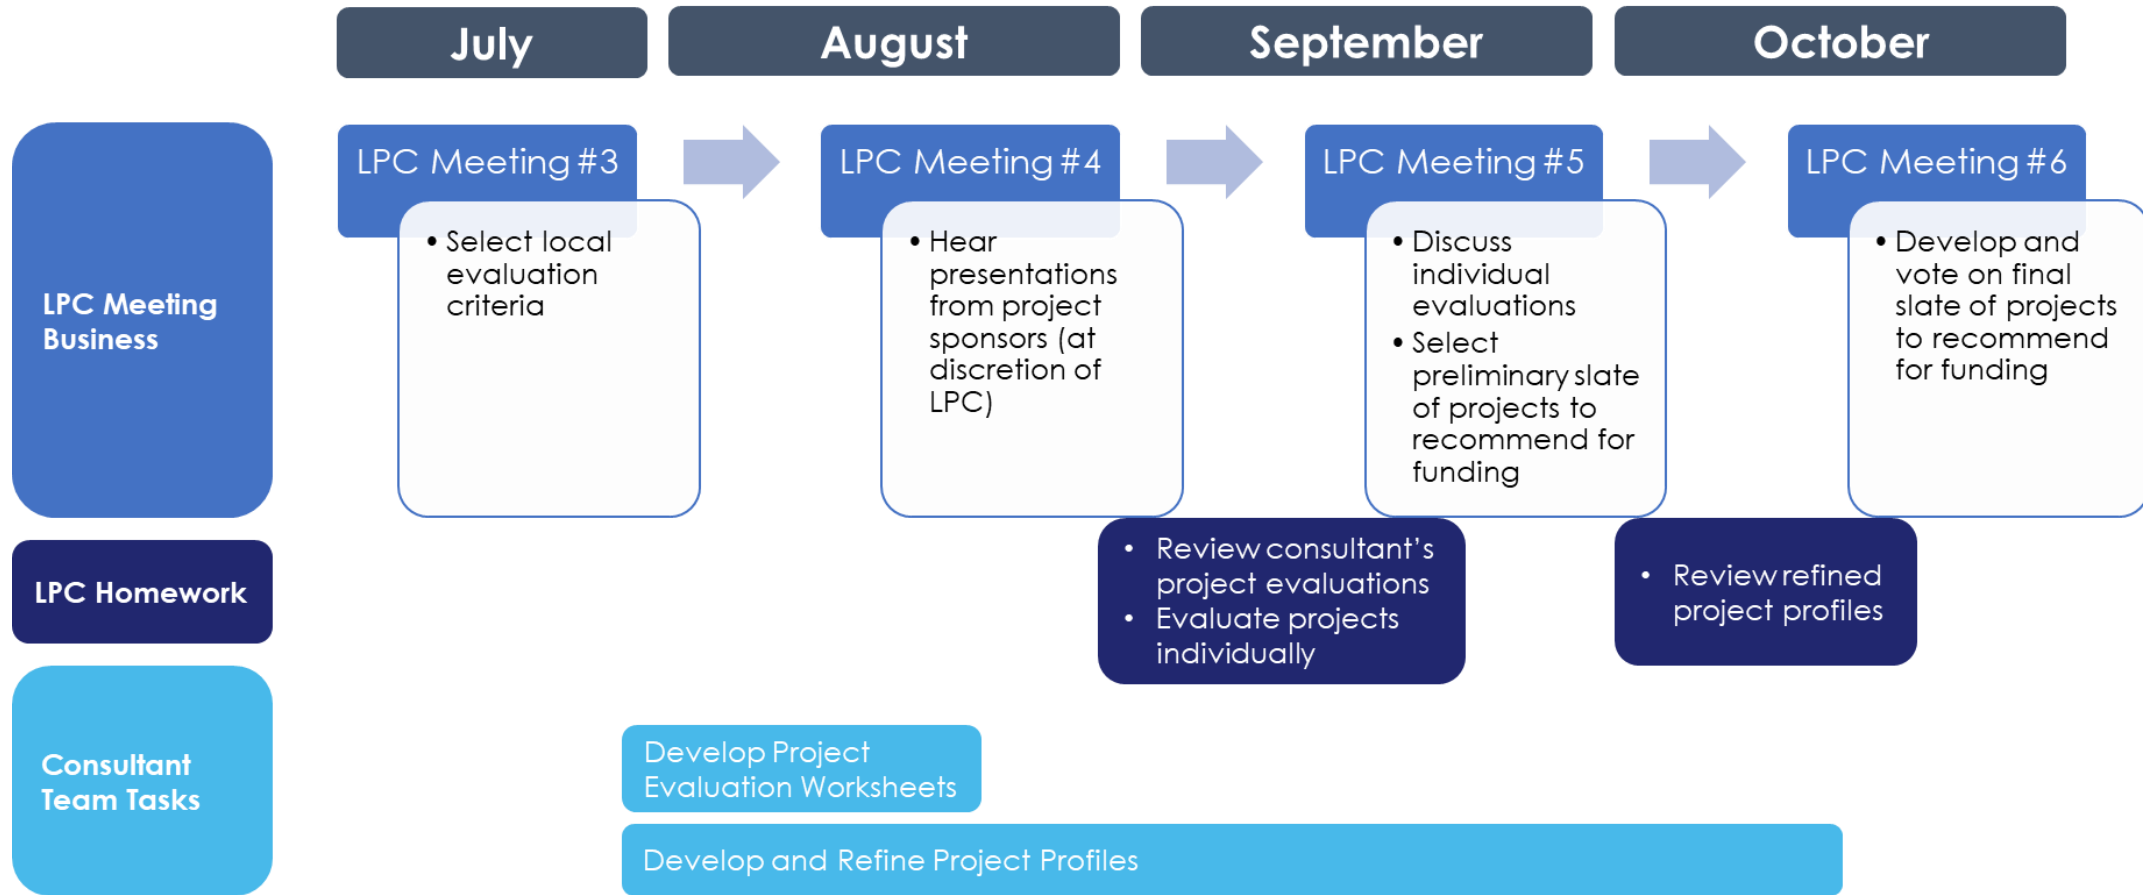 July
August
September
October
LPC Meeting
Business
LPC Meeting #3
• Select local
evaluation
criteria
LPC Meeting #4
• Hear
presentations
from project
sponsors (at
discretion of
LPC)
LPC Meeting #5
• Discuss
individual
evaluations
• Select
preliminary slate
of projects to
recommend for
funding
LPC Meeting #6
• Develop and
vote on final
slate of projects
to recommend
for funding
LPC Homework
• Review consultant’s
project evaluations
• Evaluate projects
individually
• Review refined
project profiles
Consultant
Team Tasks
Develop Project
Evaluation Worksheets
Develop and Refine Project Profiles